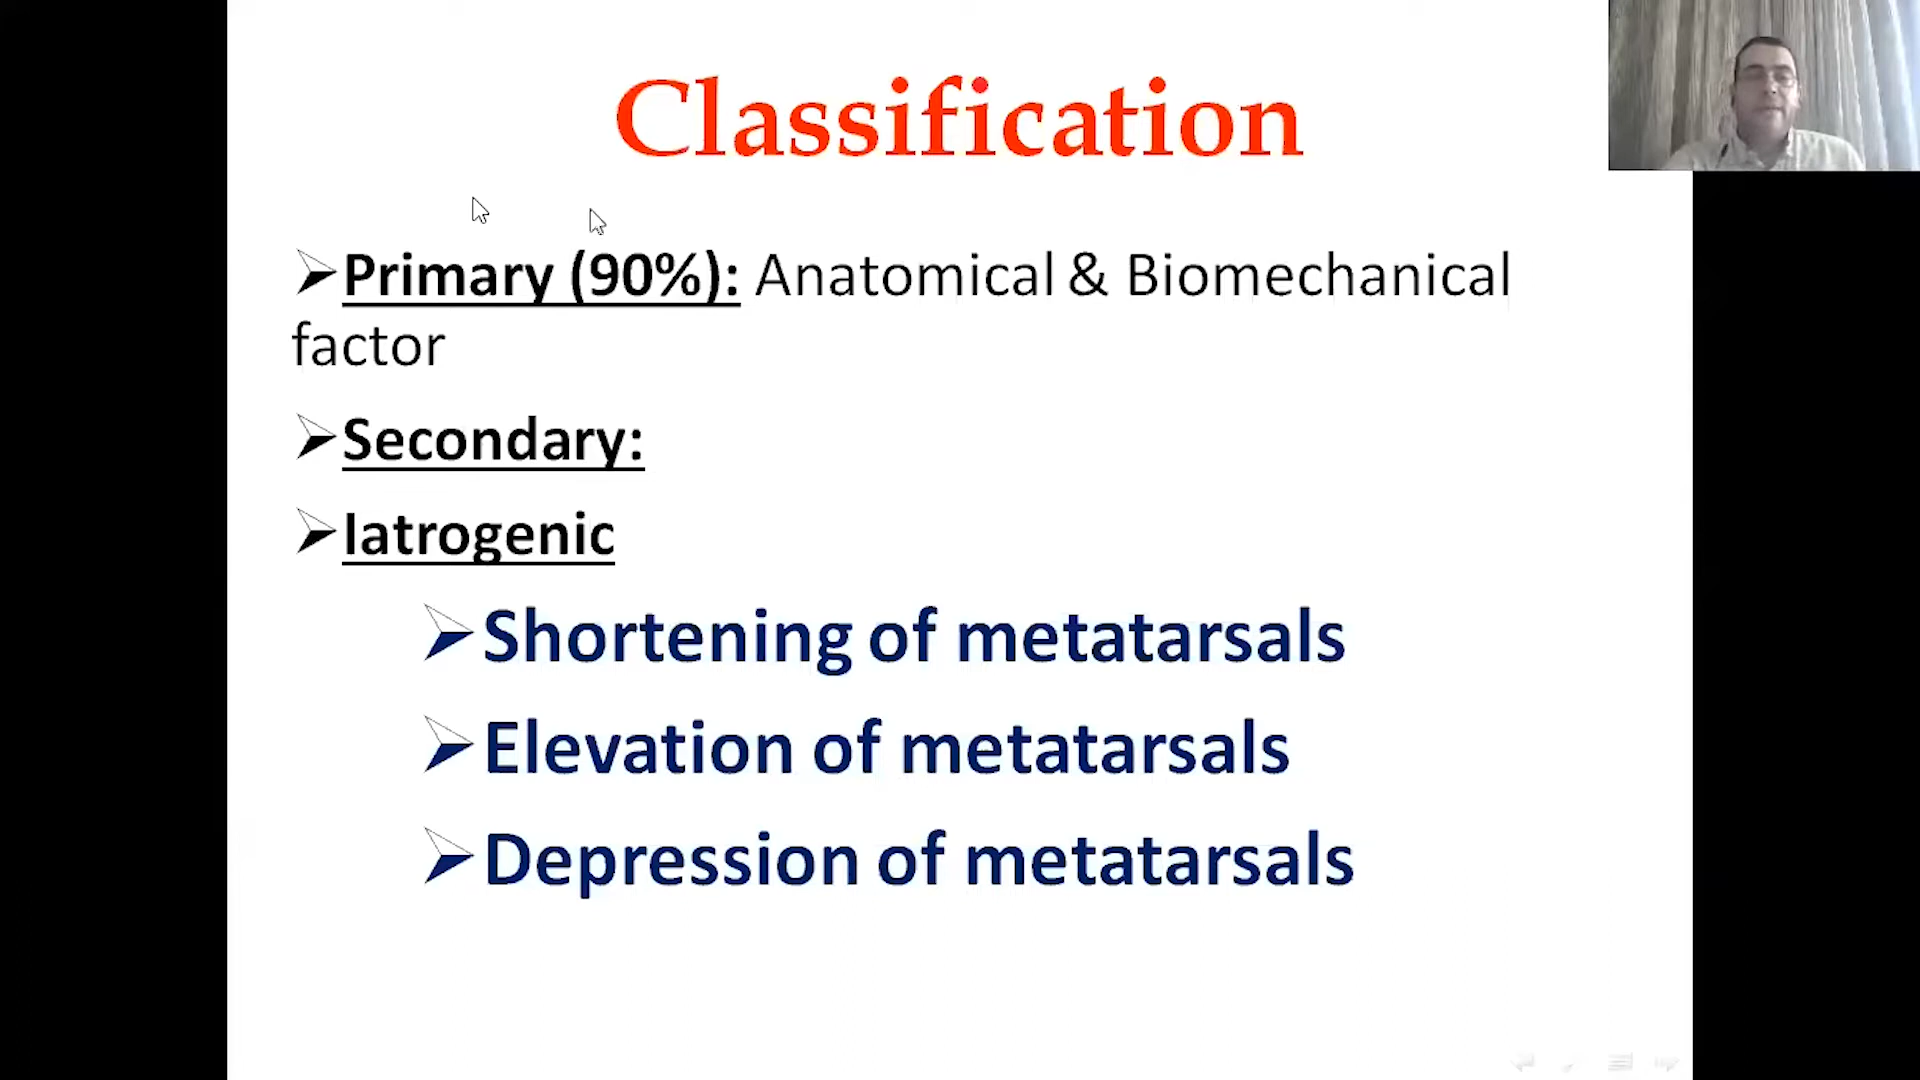 Classification
Primary (90%): Anatomical & Biomechanical
factor
Secondary:
Iatrogenic
Shortening of metatarsals
Elevation of metatarsals
Depression of metatarsals